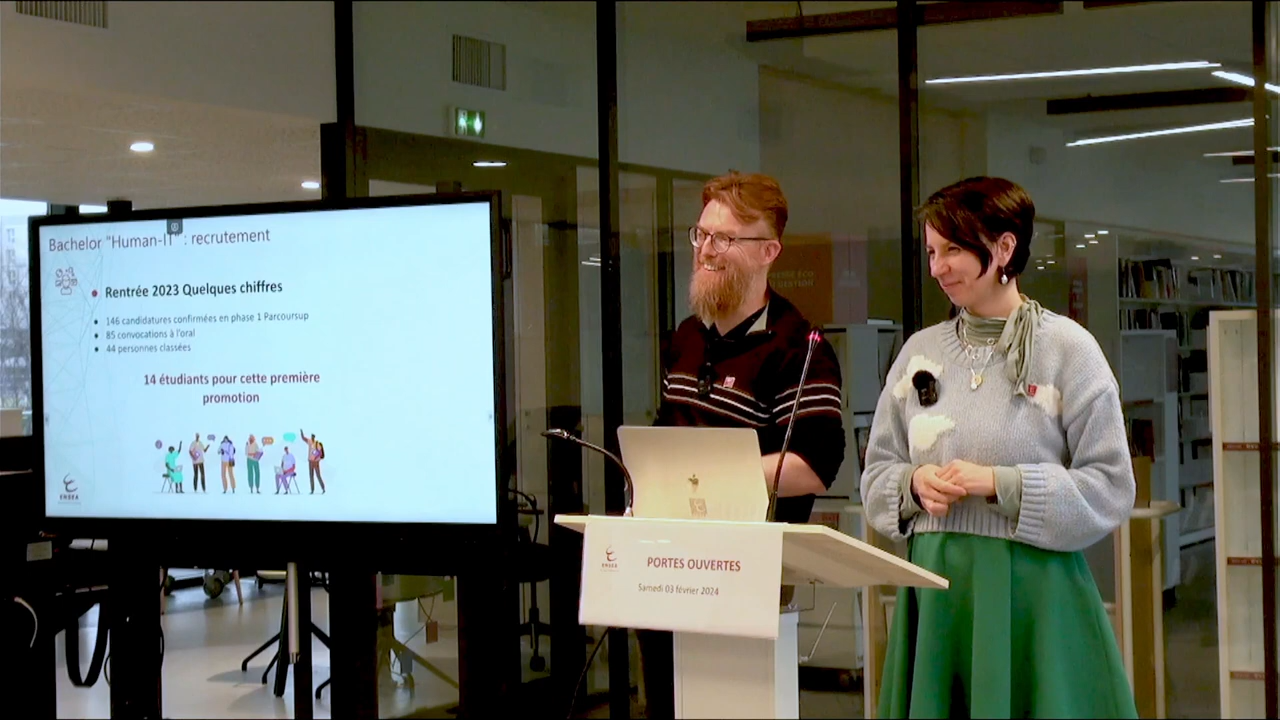 Bachelor "Human-IT" : recrutement
Rentrée 2023 Quelques chiffres
146 candidatures confirmées en phase 1 Parcoursup
85 convocations à l'oral
44 personnes classées
14 étudiants pour cette première
promotion
ENSEA
ENSEA
PORTES OUVERTES
Samedi 03 février 2024